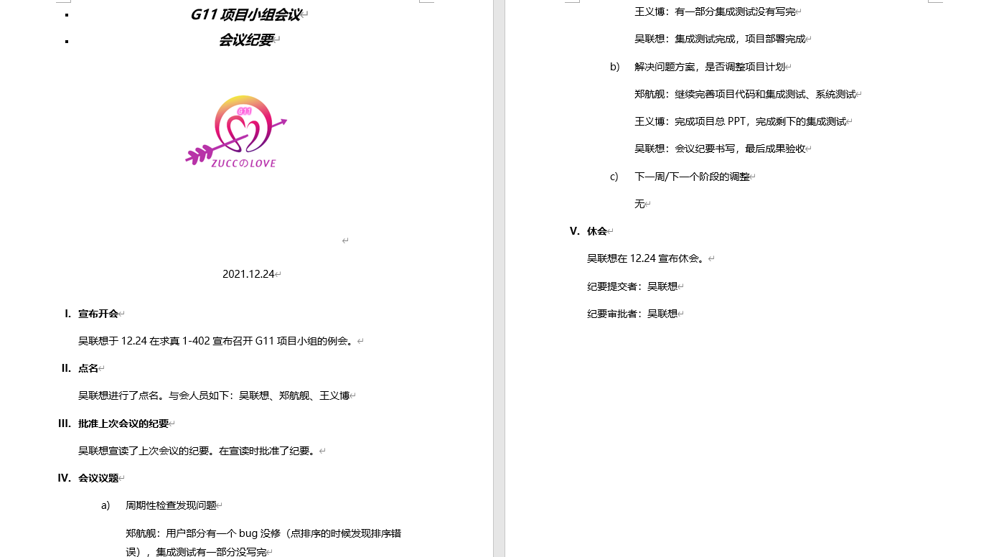 G11 项目小组会议
会议纪要
G11
ZUCCのLOVE
2021.12.24
I. 宣布开会
吴联想于 12.24 在求真 1-402 宣布召开 G11 项目小组的例会。
II. 点名
吴联想进行了点名。与会人员如下：吴联想、郑航舰、王义博
III. 批准上次会议的纪要
吴联想宣读了上次会议的纪要。在宣读时批准了纪要。
IV. 会议议题
a) 周期性检查发现问题
郑航舰：用户部分有一个 bug 没修（点排序的时候发现排序错
误），集成测试有一部分没写完
王义博：有一部分集成测试没有写完
吴联想：集成测试完成，项目部署完成
b) 解决问题方案，是否调整项目计划
郑航舰：继续完善项目代码和集成测试、系统测试
王义博：完成项目总 PPT，完成剩下的集成测试
吴联想：会议纪要书写，最后成果验收
c) 下一周/下一个阶段的调整
无
V. 休会
吴联想在 12.24 宣布休会。
纪要提交者：吴联想
纪要审批者：吴联想